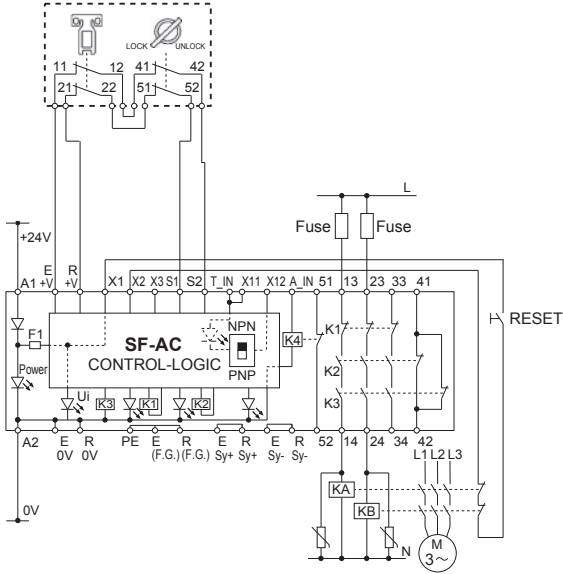 LOCK UNLOCK
11 12 41 42
21 22 51 52
L
Fuse Fuse
+24V
E R
+V +V
A1 X1 X2 X3 S1 S2 T_IN X11 X12 A_IN 51 13 23 33 41
RESET
F1
SF-AC
CONTROL-LOGIC
NPN
PNP
K4
K1
K2
K3
Power
Ui
K3 K1 K2
A2 E R PE E R E R E R 52 14 24 34 42
0V 0V (F.G.) (F.G.) Sy+ Sy+ Sy- Sy-
L1 L2 L3
KA
KB
0V
N
M
3~